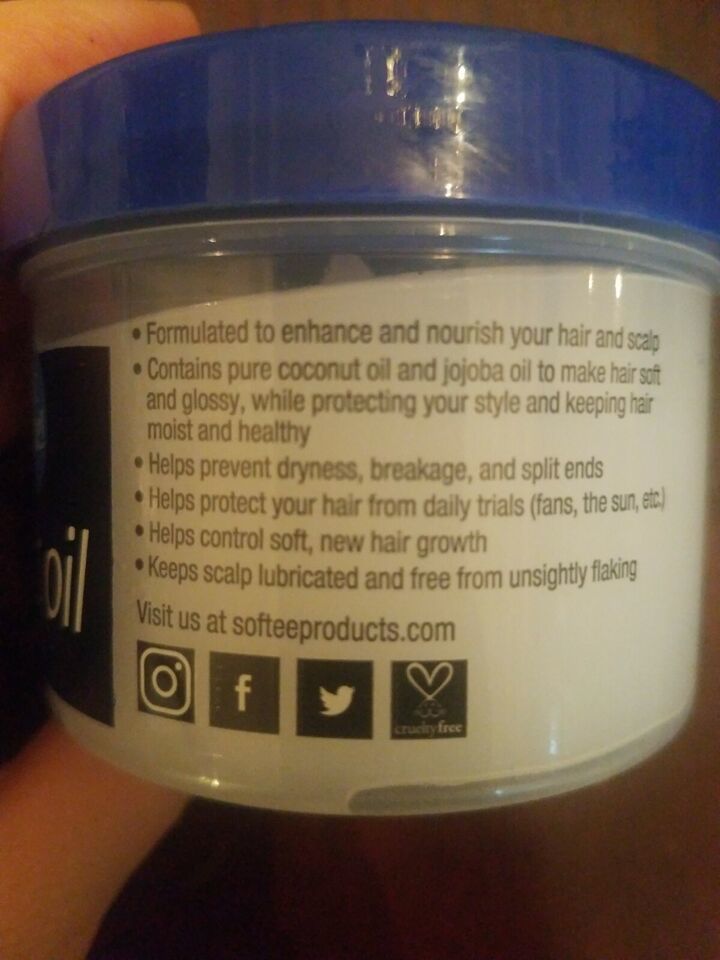 • Formulated to enhance and nourish your hair and scalp
• Contains pure coconut oil and jojoba oil to make hair soft
and glossy, while protecting your style and keeping hair
moist and healthy
• Helps prevent dryness, breakage, and split ends
• Helps protect your hair from daily trials (fans, the sun, etc.)
• Helps control soft, new hair growth
• Keeps scalp lubricated and free from unsightly flaking
oil
Visit us at softeeproducts.com
crueltyfree